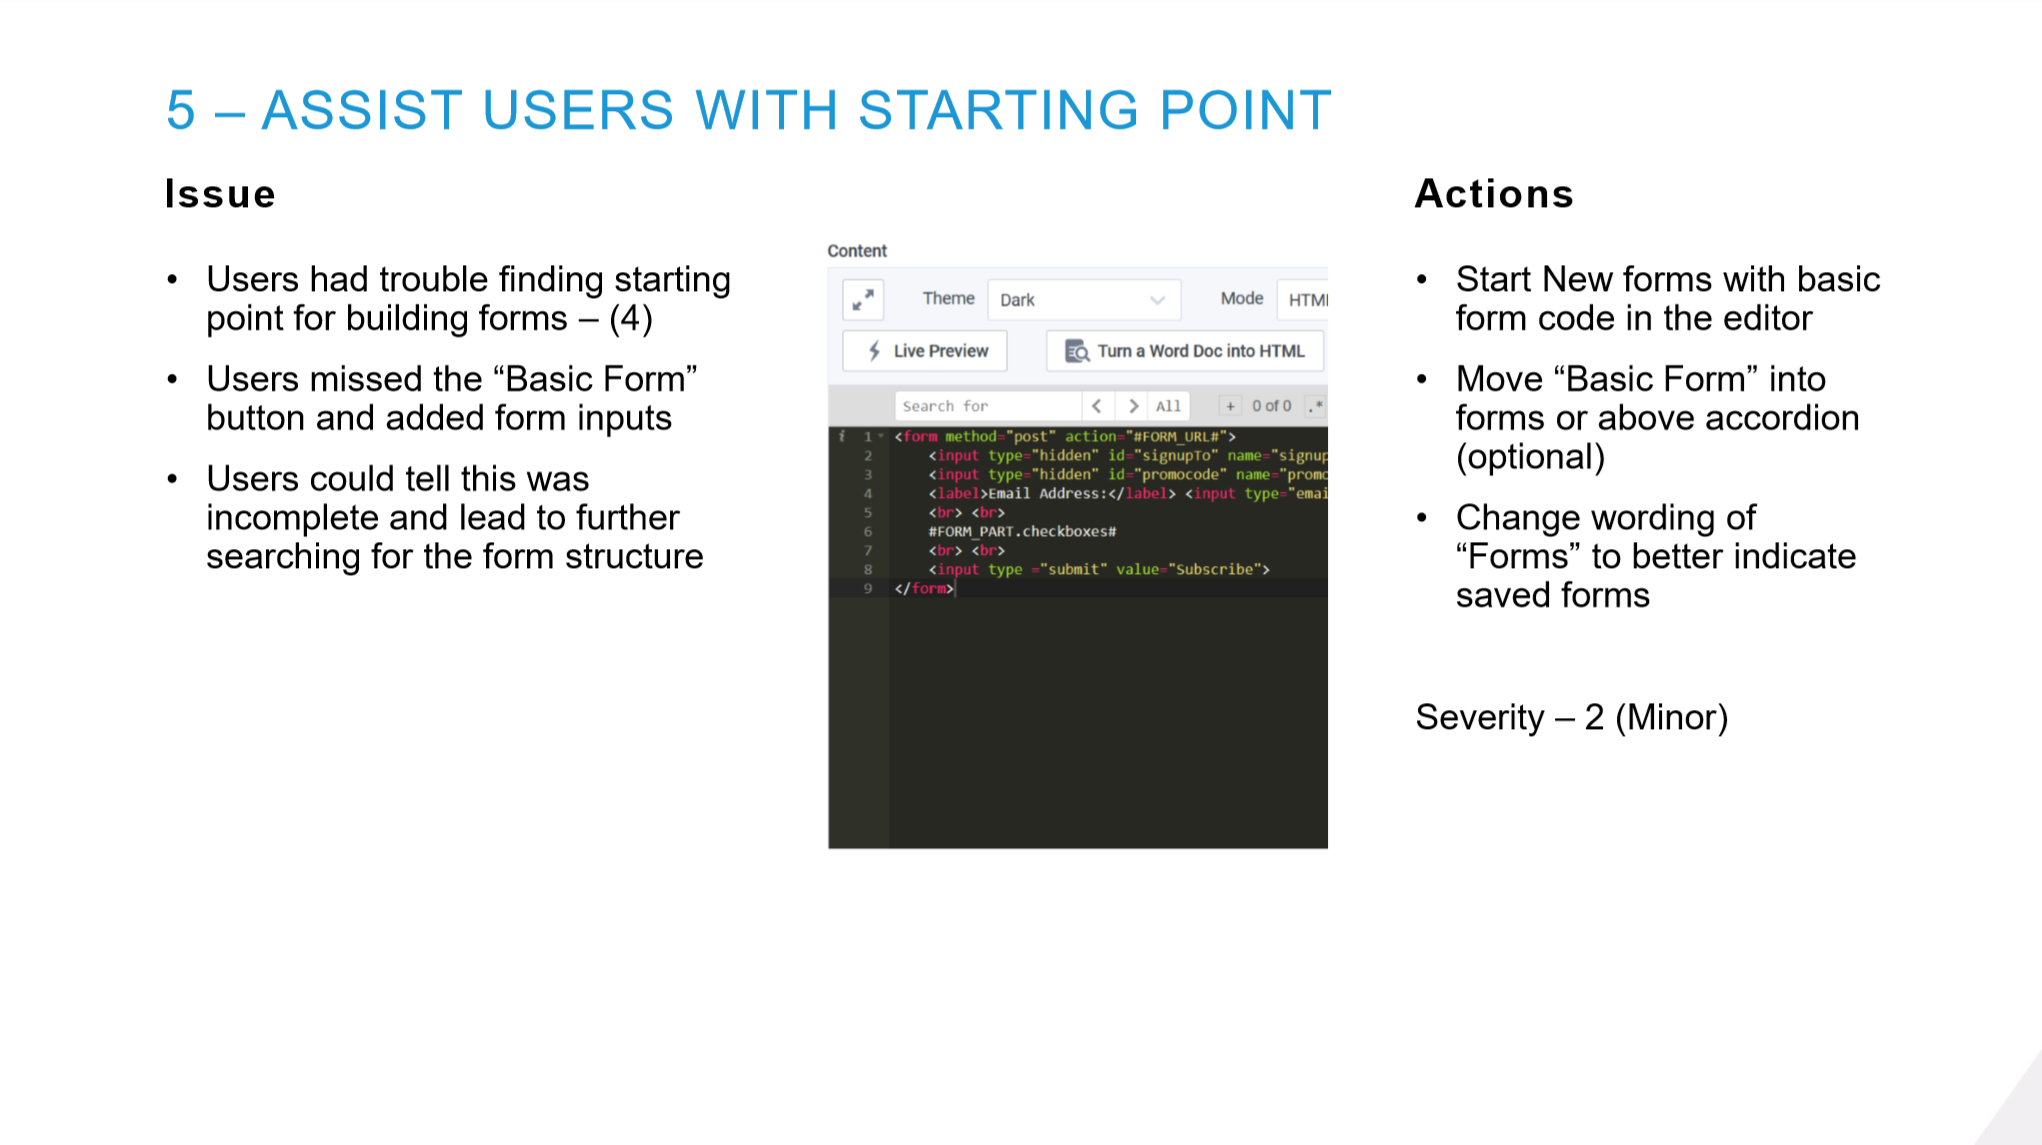 5 – ASSIST USERS WITH STARTING POINT
Issue
• Users had trouble finding starting
point for building forms – (4)
• Users missed the “Basic Form”
button and added form inputs
• Users could tell this was
incomplete and lead to further
searching for the form structure
Content
Theme Dark Mode HTML
Live Preview Turn a Word Doc into HTML
Search for < > All + 0 of 0 .*
i 1 <form method="post" action="#FORM_URL#">
2 <input type="hidden" id="signupTo" name="signup
3 <input type="hidden" id="promocode" name="promo
4 <label>Email Address:</label> <input type="emai
5 <br> <br>
6 #FORM_PART.checkboxes#
7 <br> <br>
8 <input type ="submit" value="Subscribe">
9 </form>
Actions
• Start New forms with basic
form code in the editor
• Move “Basic Form” into
forms or above accordion
(optional)
• Change wording of
“Forms” to better indicate
saved forms
Severity – 2 (Minor)